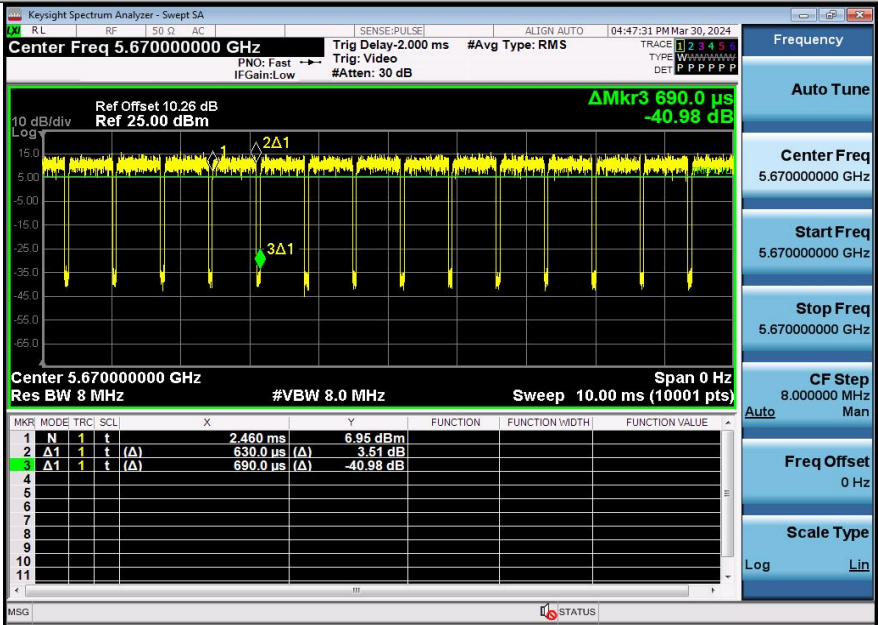 Keysight Spectrum Analyzer - Swept SA
LXI RL RF 50 Ω AC SENSE:PULSE ALIGN AUTO 04:47:31 PM Mar 30, 2024
Center Freq 5.670000000 GHz
PNO: Fast
IFGain:Low
Trig Delay-2.000 ms
Trig: Video
#Atten: 30 dB
#Avg Type: RMS
TRACE 1 2 3 4 5 6
TYPE WWWWWW
DET P P P P P P
Ref Offset 10.26 dB
10 dB/div Ref 25.00 dBm
Log
ΔMkr3 690.0 µs
-40.98 dB
15.0
5.00
-5.00
-15.0
-25.0
-35.0
-45.0
-55.0
-65.0
1
2Δ1
3Δ1
Center 5.670000000 GHz Span 0 Hz
Res BW 8 MHz #VBW 8.0 MHz Sweep 10.00 ms (10001 pts)
MKR MODE TRC SCL X Y FUNCTION FUNCTION WIDTH FUNCTION VALUE
1 N 1 t 2.460 ms 6.95 dBm
2 Δ1 1 t (Δ) 630.0 µs (Δ) 3.51 dB
3 Δ1 1 t (Δ) 690.0 µs (Δ) -40.98 dB
4
5
6
7
8
9
10
11
MSG STATUS
Frequency
Auto Tune
Center Freq
5.670000000 GHz
Start Freq
5.670000000 GHz
Stop Freq
5.670000000 GHz
CF Step
8.000000 MHz
Auto Man
Freq Offset
0 Hz
Scale Type
Log Lin